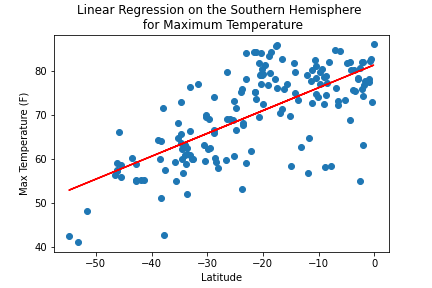 Linear Regression on the Southern Hemisphere
for Maximum Temperature
Max Temperature (F)
80
70
60
50
40
−50
−40
−30
−20
−10
0
Latitude